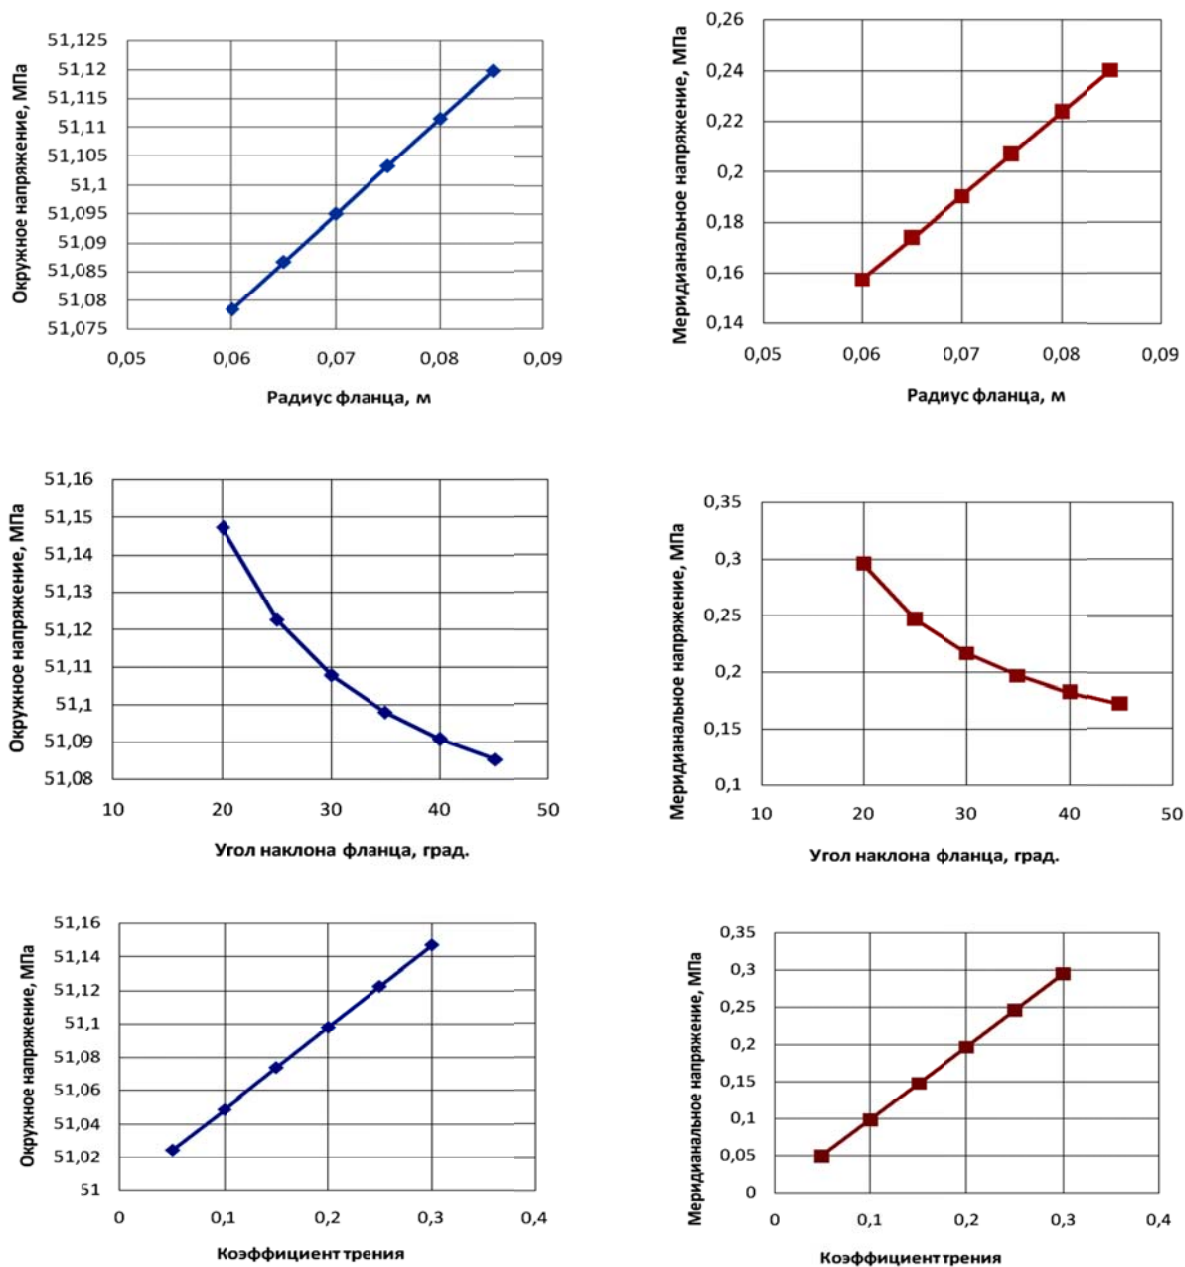 Окружное напряжение, МПа
51,125
51,12
51,115
51,11
51,105
51,1
51,095
51,09
51,085
51,08
51,075
0,05 0,06 0,07 0,08 0,09
Радиус фланца, м
Меридианальное напряжение, МПа
0,26
0,24
0,22
0,2
0,18
0,16
0,14
0,05 0,06 0,07 0,08 0,09
Радиус фланца, м
Окружное напряжение, МПа
51,16
51,15
51,14
51,13
51,12
51,11
51,1
51,09
51,08
10 20 30 40 50
Угол наклона фланца, град.
Меридианальное напряжение, МПа
0,35
0,3
0,25
0,2
0,15
0,1
10 20 30 40 50
Угол наклона фланца, град.
Окружное напряжение, МПа
51,16
51,14
51,12
51,1
51,08
51,06
51,04
51,02
51
0 0,1 0,2 0,3 0,4
Коэффициент трения
Меридианальное напряжение, МПа
0,35
0,3
0,25
0,2
0,15
0,1
0,05
0
0 0,1 0,2 0,3 0,4
Коэффициент трения